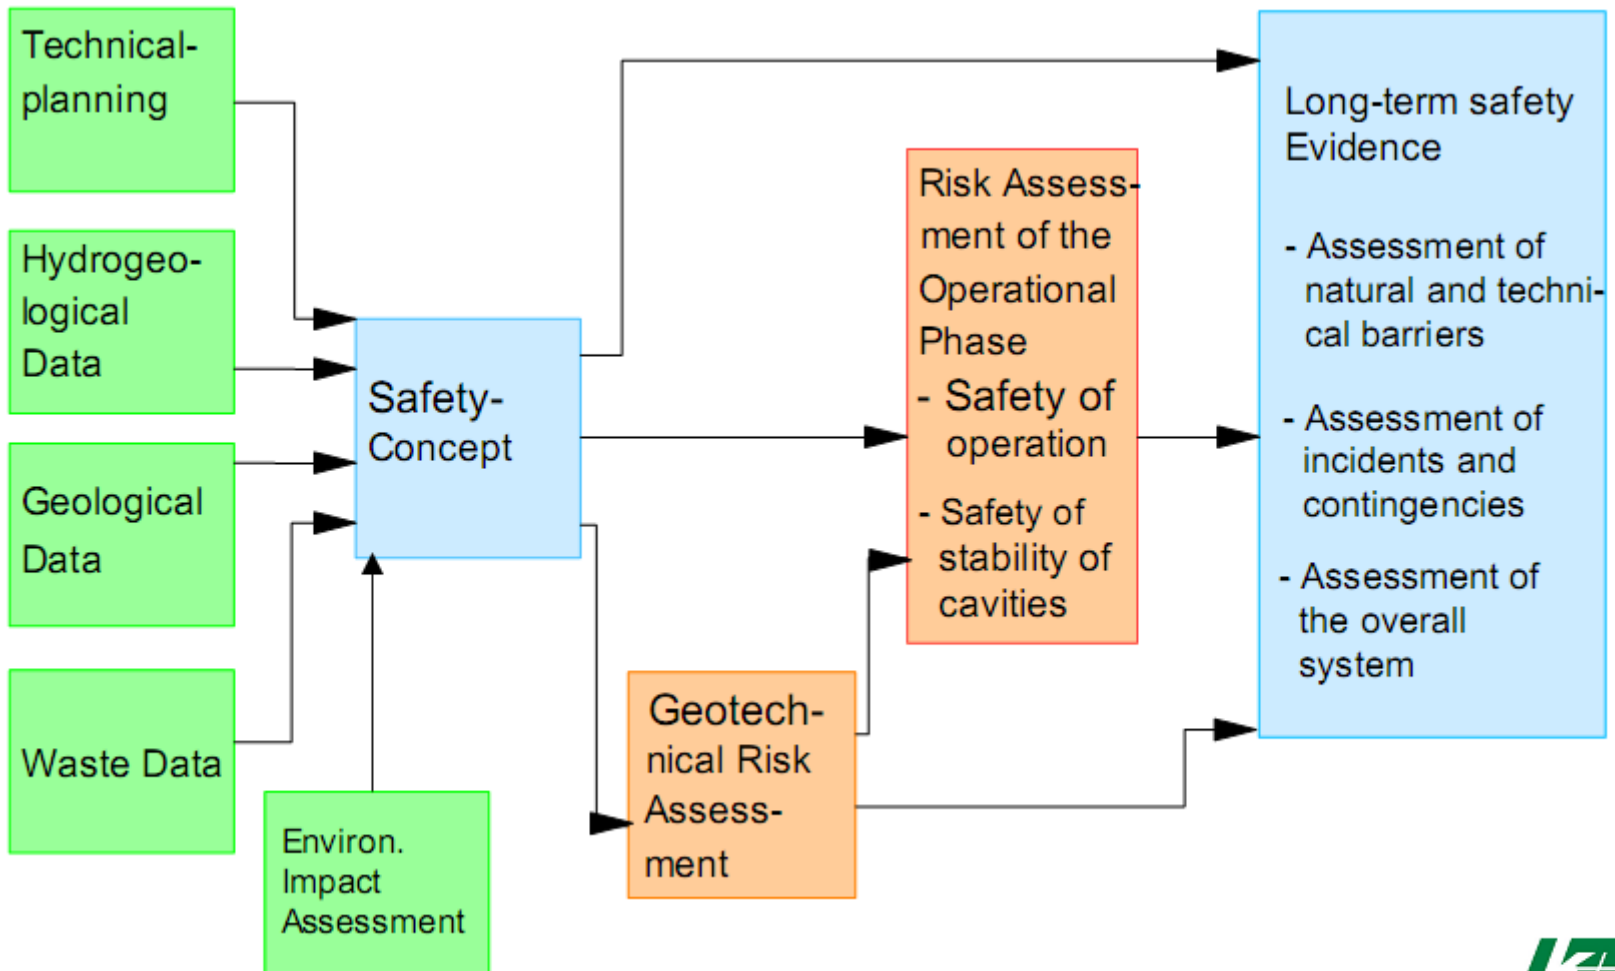 Technical-
planning
Hydrogeo-
logical
Data
Geological
Data
Waste Data
Environ.
Impact
Assessment
Safety-
Concept
Geotech-
nical Risk
Assess-
ment
Risk Assess-
ment of the
Operational
Phase
- Safety of
operation
- Safety of
stability of
cavities
Long-term safety
Evidence
- Assessment of
natural and techni-
cal barriers
- Assessment of
incidents and
contingencies
- Assessment of
the overall
system